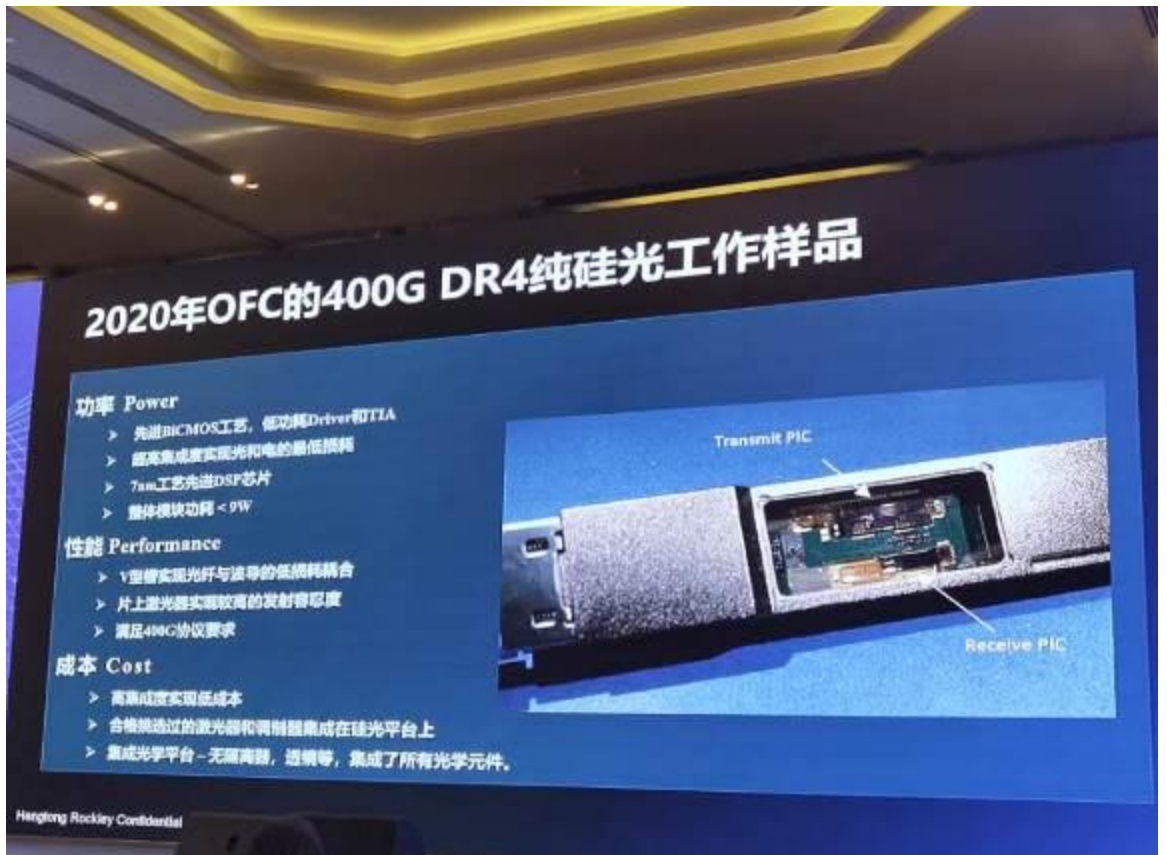 2020年OFC的400G DR4纯硅光工作样品
功率 Power
➢ 先进BiCMOS工艺，低功耗Driver和TIA
➢ 超高集成度实现光和电的最低损耗
➢ 7nm工艺先进DSP芯片
➢ 整体模块功耗 < 9W
性能 Performance
➢ V型槽实现光纤与波导的低损耗耦合
➢ 片上激光器实现较高的发射容忍度
➢ 满足400G协议要求
成本 Cost
➢ 高集成度实现低成本
➢ 合格挑选过的激光器和调制器集成在硅光平台上
➢ 集成光学平台 – 无隔离器，透镜等，集成了所有光学元件。
Transmit PIC
Receive PIC
Hengtong Rockley Confidential